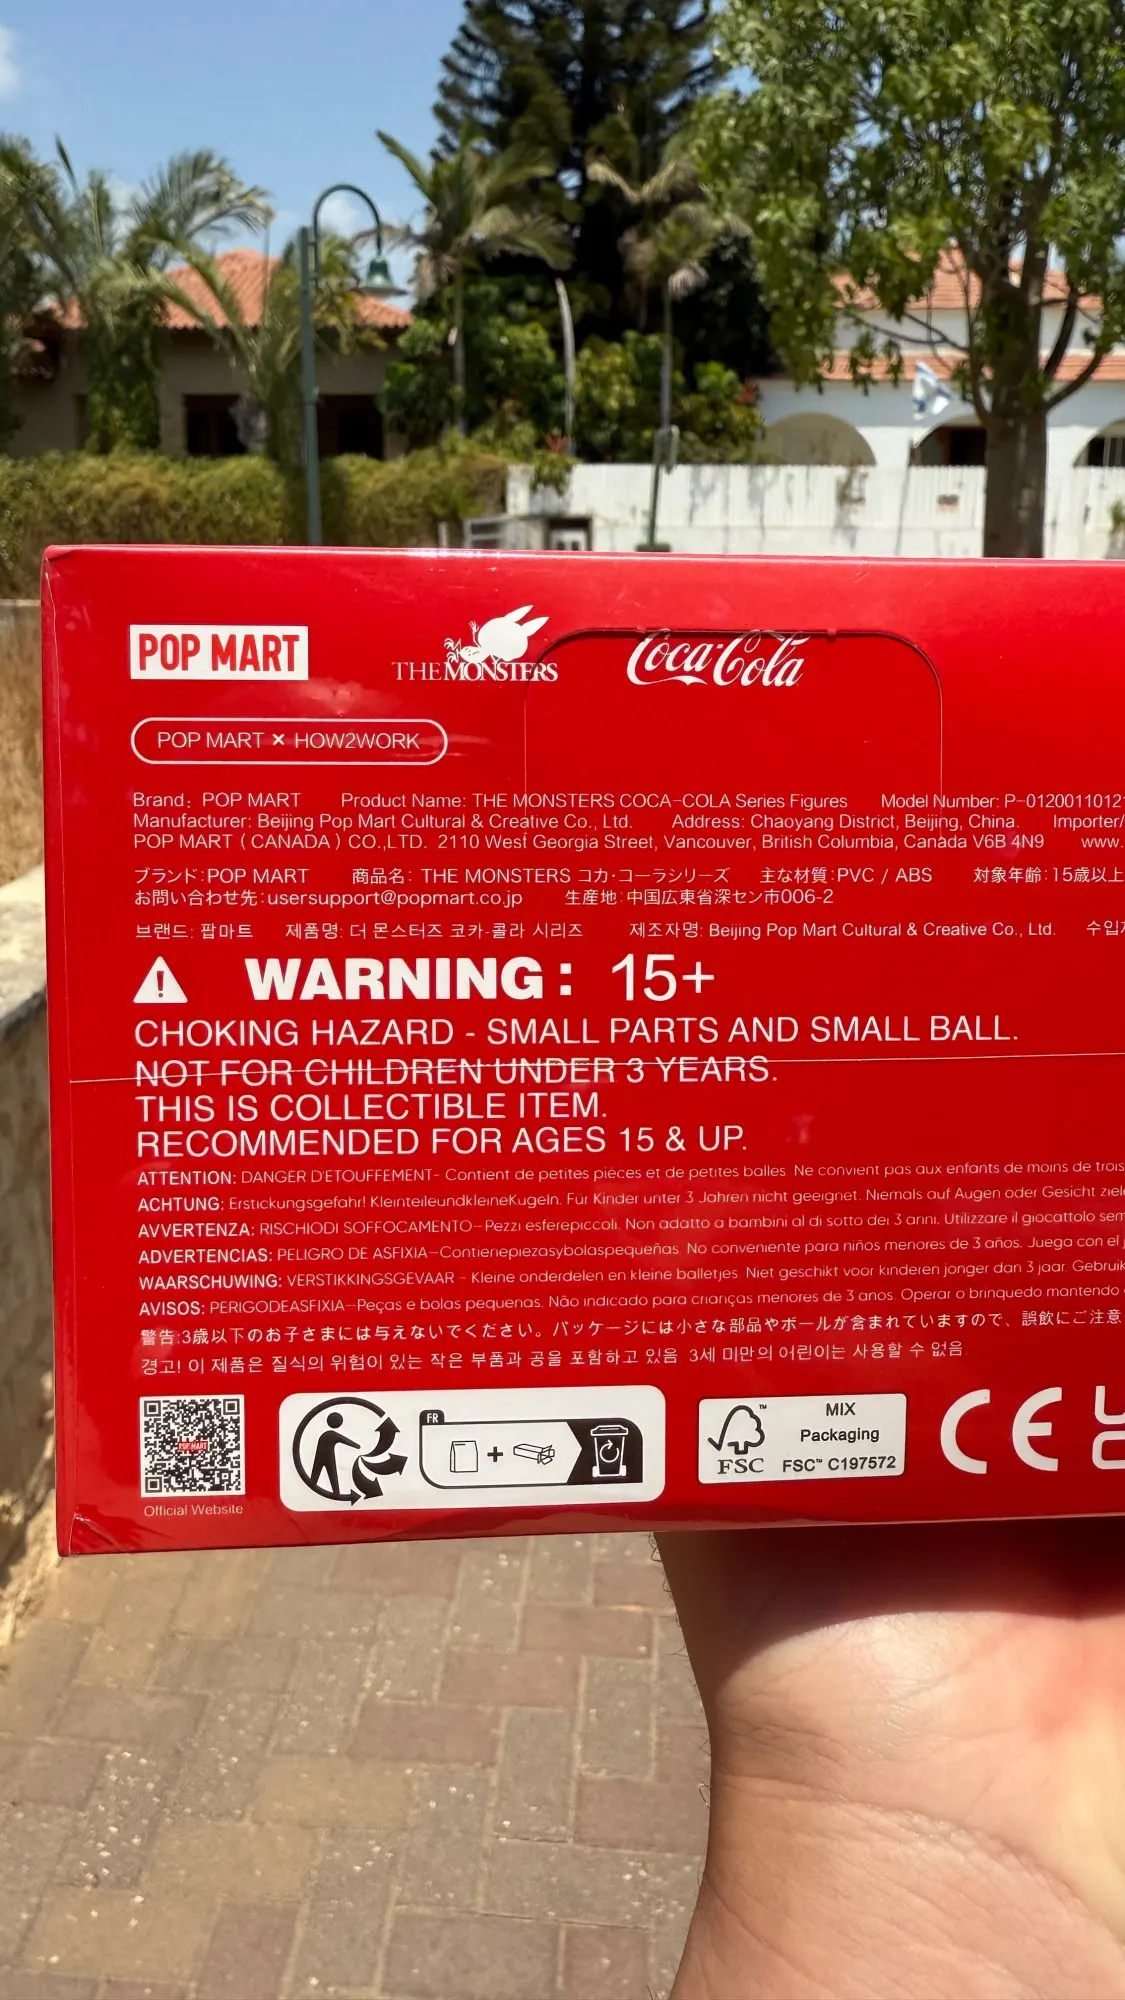 POP MART
THE MONSTERS
Coca-Cola
POP MART × HOW2WORK
Brand: POP MART Product Name: THE MONSTERS COCA-COLA Series Figures Model Number: P-01200110121
Manufacturer: Beijing Pop Mart Cultural & Creative Co., Ltd. Address: Chaoyang District, Beijing, China. Importer/
POP MART ( CANADA ) CO.,LTD. 2110 West Georgia Street, Vancouver, British Columbia, Canada V6B 4N9 www.
ブランド:POP MART 商品名: THE MONSTERS コカ·コーラシリーズ 主な材質:PVC / ABS 対象年齢:15歳以上
お問い合わせ先:usersupport@popmart.co.jp 生産地:中国広東省深セン市006-2
브랜드: 팝마트 제품명: 더 몬스터즈 코카-콜라 시리즈 제조자명: Beijing Pop Mart Cultural & Creative Co., Ltd. 수입
WARNING: 15+
CHOKING HAZARD - SMALL PARTS AND SMALL BALL.
NOT FOR CHILDREN UNDER 3 YEARS.
THIS IS COLLECTIBLE ITEM.
RECOMMENDED FOR AGES 15 & UP.
ATTENTION: DANGER D'ETOUFFEMENT- Contient de petites pièces et de petites balles. Ne convient pas aux enfants de moins de trois
ACHTUNG: Erstickungsgefahr! KleinteileundkleineKugeln. Für Kinder unter 3 Jahren nicht geeignet. Niemals auf Augen oder Gesicht ziele
AVVERTENZA: RISCHIODI SOFFOCAMENTO-Pezzi esferepiccoli. Non adatto a bambini al di sotto dei 3 anni. Utilizzare il giocattolo sem
ADVERTENCIAS: PELIGRO DE ASFIXIA-Contienepiezasybolaspequeñas. No conveniente para niños menores de 3 años. Juega con el
WAARSCHUWING: VERSTIKKINGSGEVAAR - Kleine onderdelen en kleine balletjes. Niet geschikt voor kinderen jonger dan 3 jaar. Gebruik
AVISOS: PERIGODEASFIXIA-Peças e bolas pequenas. Não indicado para crianças menores de 3 anos. Operar o brinquedo mantendo
警告:3歳以下のお子さまには与えないでください。パッケージには小さな部品やボールが含まれていますので、誤飲にご注意
경고! 이 제품은 질식의 위험이 있는 작은 부품과 공을 포함하고 있음 3세 미만의 어린이는 사용할 수 없음
POP MART
Official Website
FR
FSC™
MIX
Packaging
FSC™ C197572
CE